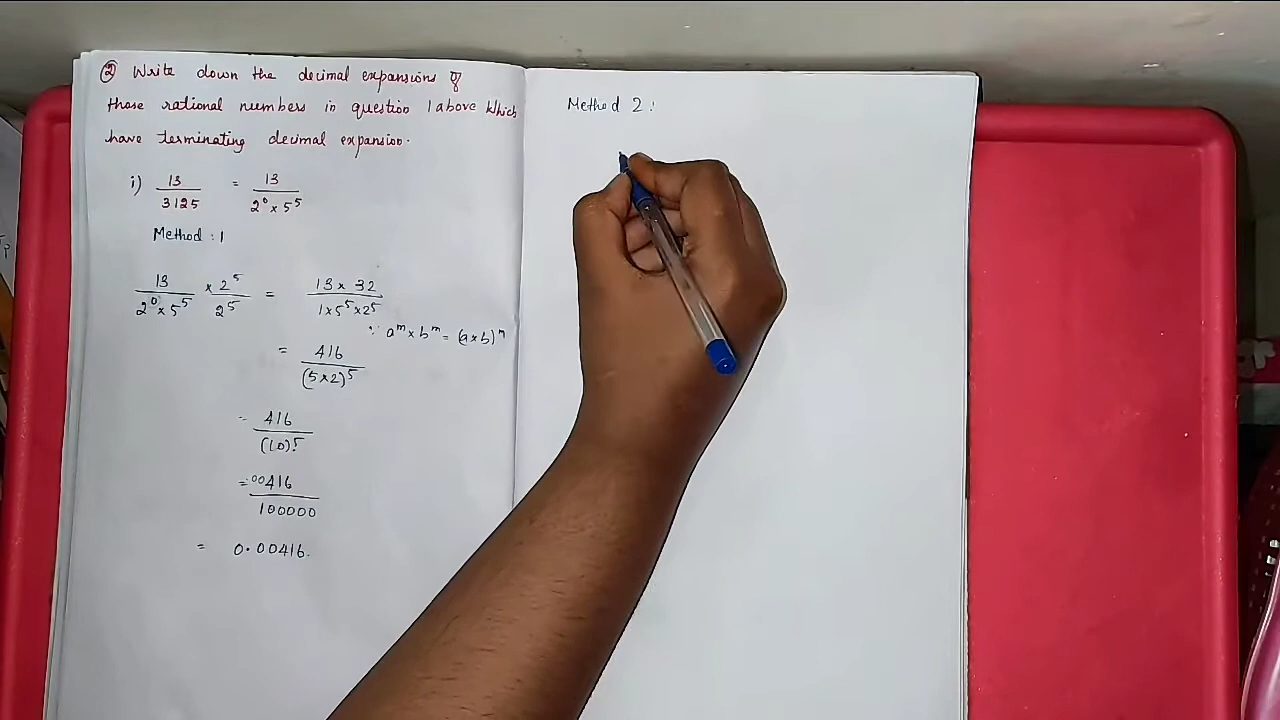 ② Write down the decimal expansions of
those rational numbers in question 1 above which
have terminating decimal expansion.
i) 13/3125 = 13/2⁰ × 5⁵
Method : 1
13/2⁰ × 5⁵ × 2⁵/2⁵ = 13 × 32/1 × 5⁵ × 2⁵
∵ aᵐ × bᵐ = (a × b)ᵐ
= 416/(5×2)⁵
= 416/(10)⁵
= .00416/100000
= 0.00416.
Method 2 :